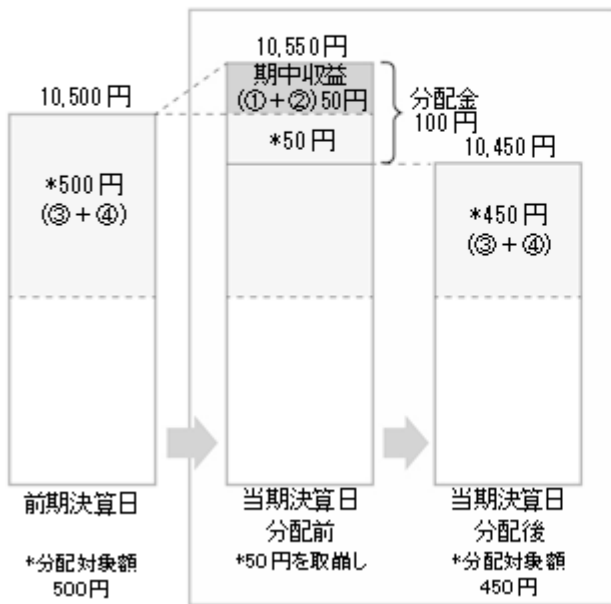 10,500円
*500円
(③+④)
前期決算日
*分配対象額
500円
10,550円
期中収益
(①+②)50円
*50円
分配金
100円
当期決算日
分配前
*50円を取崩し
10,450円
*450円
(③+④)
当期決算日
分配後
*分配対象額
450円